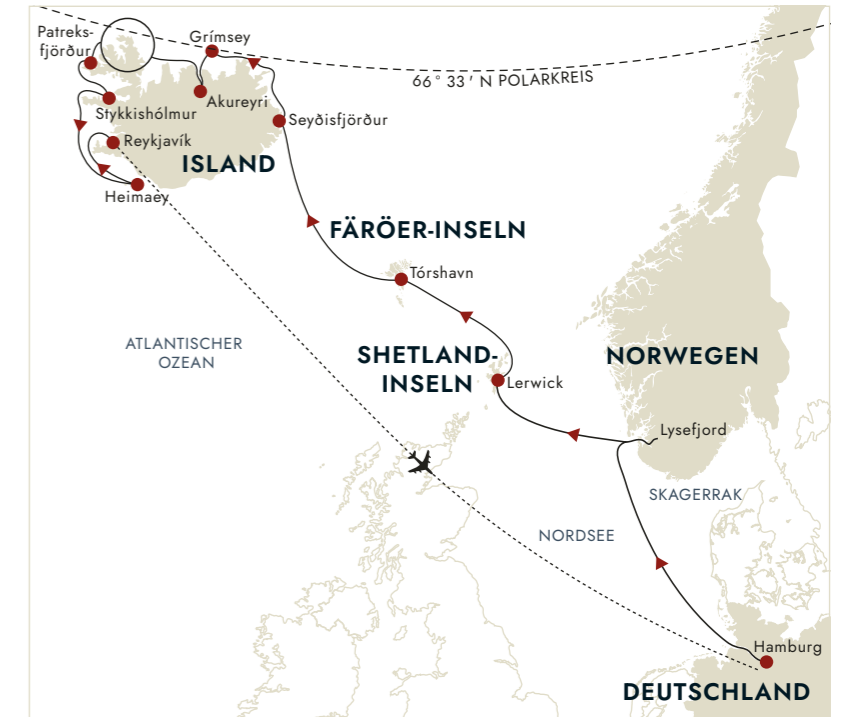 Patreks-
fjörður
Grímsey
66° 33' N POLARKREIS
Akureyri
Stykkishólmur
Seyðisfjörður
Reykjavík
ISLAND
Heimaey
FÄRÖER-INSELN
Tórshavn
ATLANTISCHER
OZEAN
SHETLAND-
INSELN
NORWEGEN
Lerwick
Lysefjord
SKAGERRAK
NORDSEE
Hamburg
DEUTSCHLAND